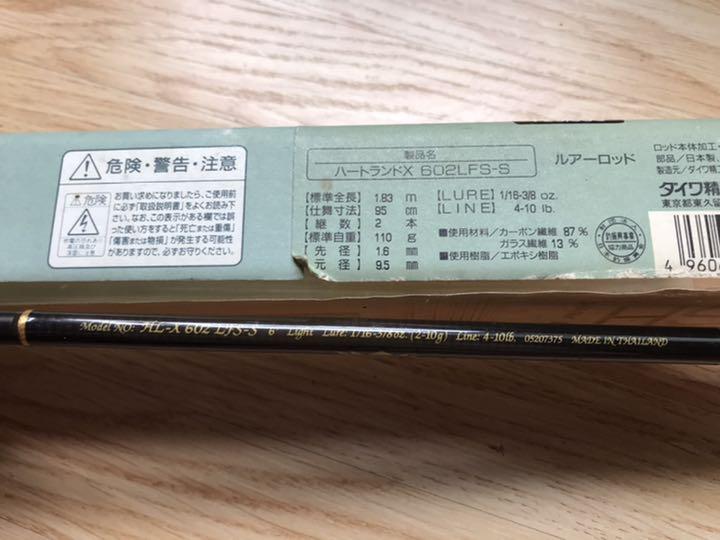 危険・警告・注意
危険
お買い求めになりましたら、ご使用前
に必ず「取扱説明書」をよくお読み下
さい。なお、この表示がある欄では誤
った使い方をすると「死亡または重傷」
「傷害または物損」が発生する可能性
がありますので、必ずお守りください。
製品名
ハートランドX 602LFS-S
ルアーロッド
【標準全長】 1.83 m
【仕舞寸法】 95 cm
【継数】 2 本
【標準自重】 110 g
【先径】 1.6 mm
【元径】 9.5 mm
[LURE] 1/16-3/8 oz.
[LINE] 4-10 lb.
■使用材料/カーボン繊維 87 %
ガラス繊維 13 %
■使用樹脂/エポキシ樹脂
ロッド本体加工・
部品/日本製、
製造元/ダイワ精
ダイワ精
東京都東久留
4 960
Model NO: HL-X 602 LFS-S 6' Light Lure: 1/16-3/8oz. (2-10g) Line: 4-10lb. 05207375 MADE IN THAILAND